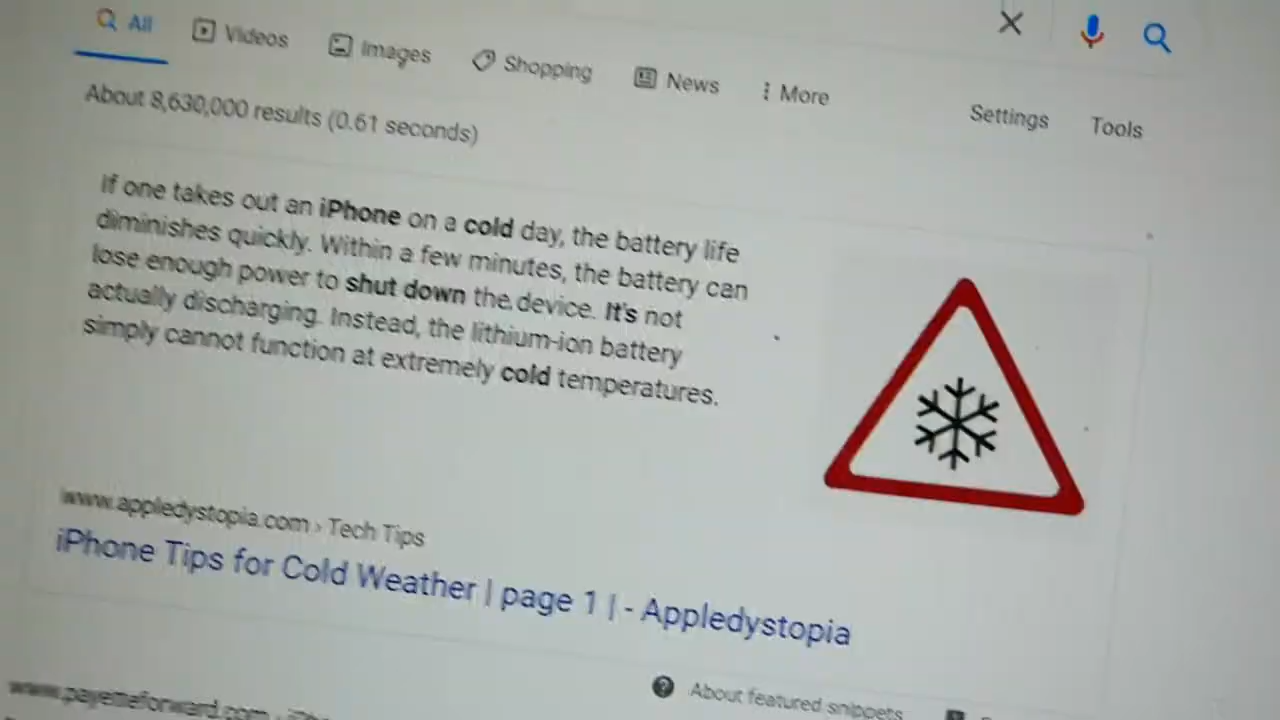 All Videos Images Shopping News More Settings Tools
About 8,630,000 results (0.61 seconds)
If one takes out an iPhone on a cold day, the battery life
diminishes quickly. Within a few minutes, the battery can
lose enough power to shut down the device. It's not
actually discharging. Instead, the lithium-ion battery
simply cannot function at extremely cold temperatures.
www.appledystopia.com › Tech Tips
iPhone Tips for Cold Weather | page 1 | - Appledystopia
About featured snippets
www.payetteforward.com